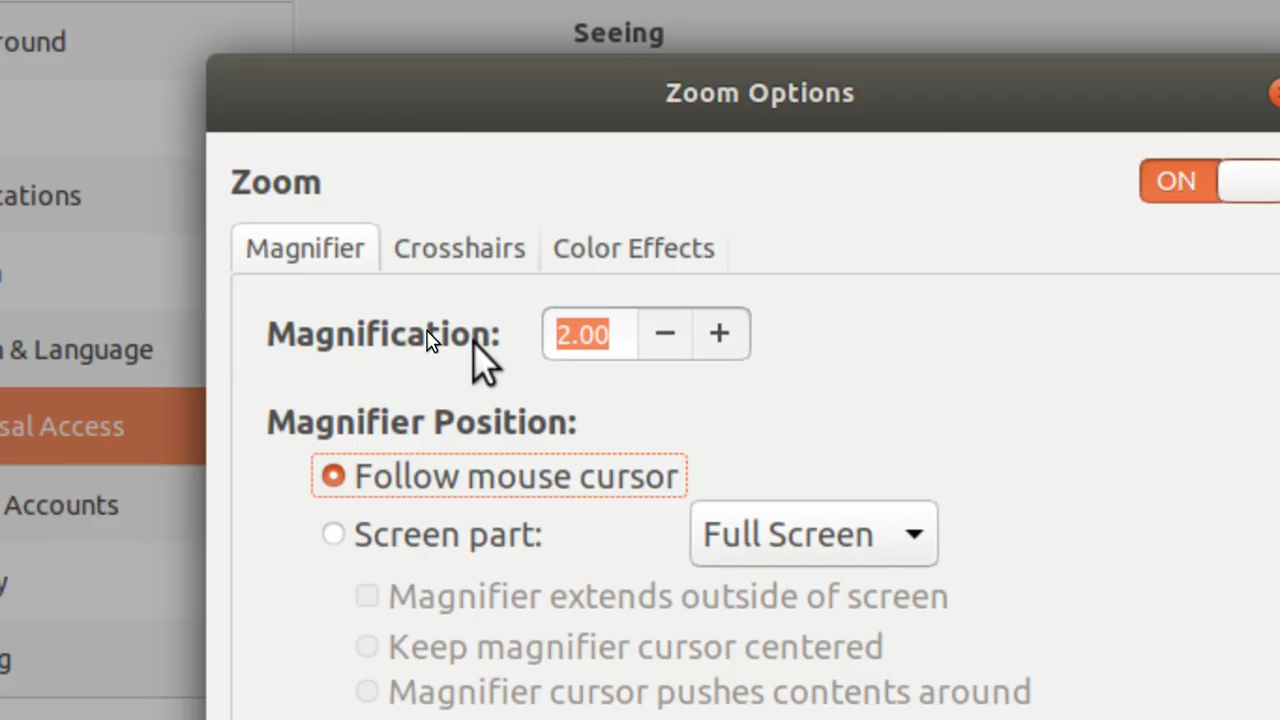 Seeing
round
Zoom Options
Zoom
ON
cations
Magnifier
Crosshairs
Color Effects
Magnification:
2.00
− +
& Language
Magnifier Position:
sal Access
Follow mouse cursor
Accounts
Screen part:
Full Screen
y
Magnifier extends outside of screen
Keep magnifier cursor centered
g
Magnifier cursor pushes contents around